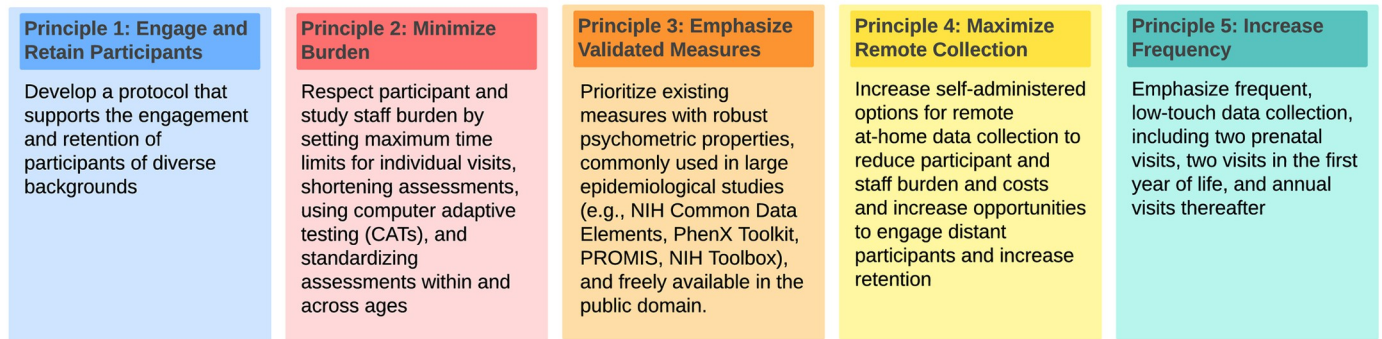 Principle 1: Engage and
Retain Participants
Develop a protocol that
supports the engagement
and retention of
participants of diverse
backgrounds
Principle 2: Minimize
Burden
Respect participant and
study staff burden by
setting maximum time
limits for individual visits,
shortening assessments,
using computer adaptive
testing (CATs), and
standardizing
assessments within and
across ages
Principle 3: Emphasize
Validated Measures
Prioritize existing
measures with robust
psychometric properties,
commonly used in large
epidemiological studies
(e.g., NIH Common Data
Elements, PhenX Toolkit,
PROMIS, NIH Toolbox),
and freely available in the
public domain.
Principle 4: Maximize
Remote Collection
Increase self-administered
options for remote
at-home data collection to
reduce participant and
staff burden and costs
and increase opportunities
to engage distant
participants and increase
retention
Principle 5: Increase
Frequency
Emphasize frequent,
low-touch data collection,
including two prenatal
visits, two visits in the first
year of life, and annual
visits thereafter